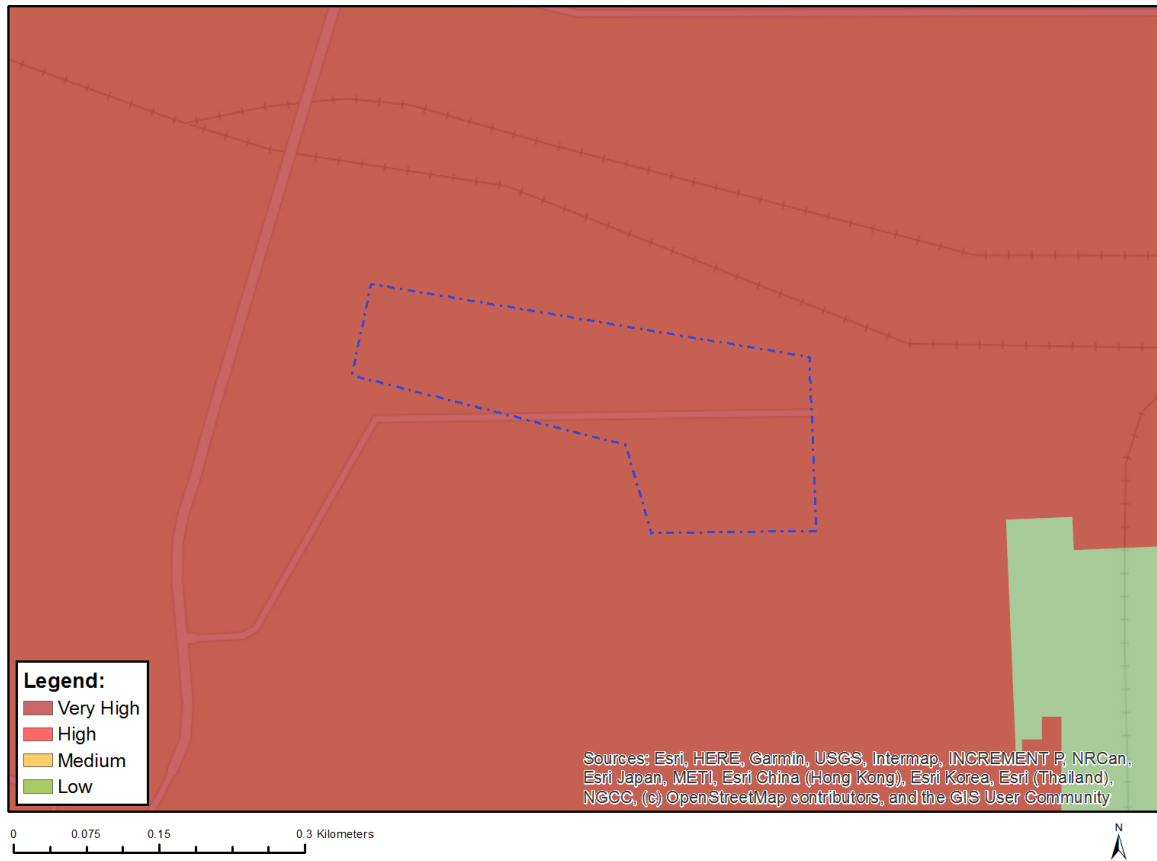 Legend:
Very High
High
Medium
Low
Sources: Esri, HERE, Garmin, USGS, Intermap, INCREMENT P, NRCan,
Esri Japan, METI, Esri China (Hong Kong), Esri Korea, Esri (Thailand),
NGCC, (c) OpenStreetMap contributors, and the GIS User Community
0 0.075 0.15 0.3 Kilometers
N